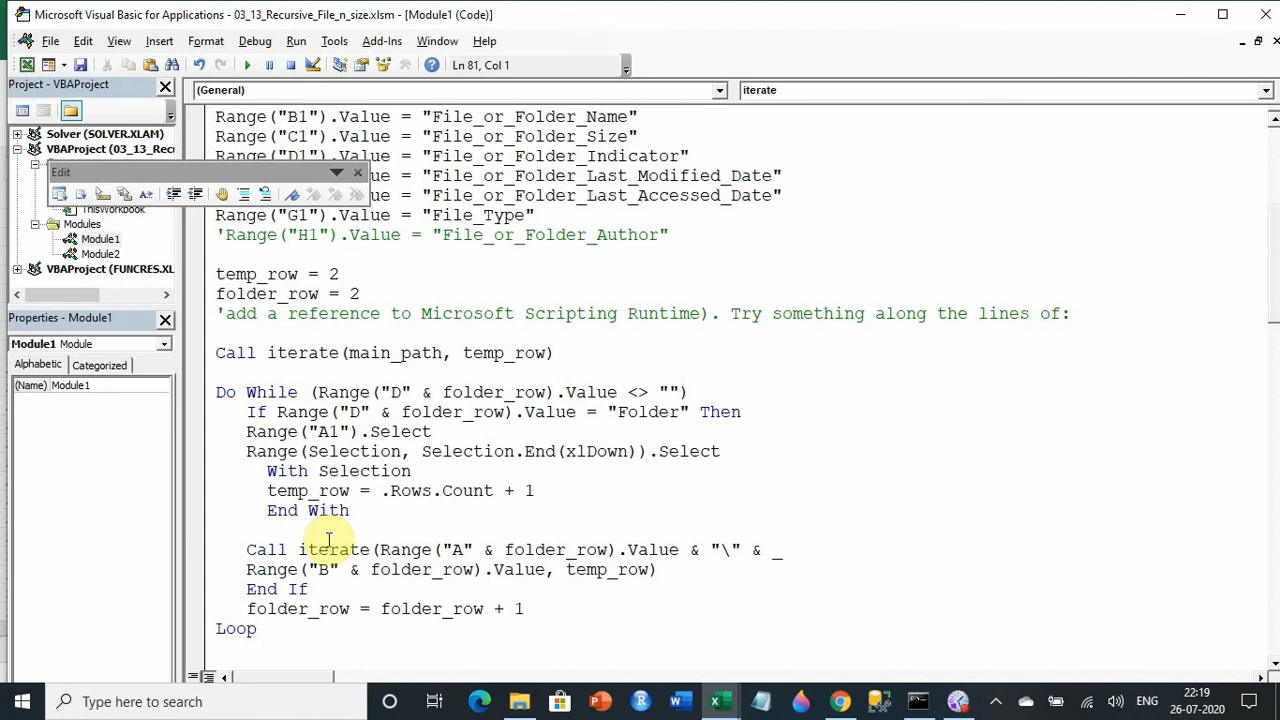 Microsoft Visual Basic for Applications - 03_13_Recursive_File_n_size.xlsm - [Module1 (Code)]
File Edit View Insert Format Debug Run Tools Add-Ins Window Help
Ln 81, Col 1
Project - VBAProject
(General)
iterate
Solver (SOLVER.XLAM)
VBAProject (03_13_Recu
Edit
ThisWorkbook
Modules
Module1
Module2
VBAProject (FUNCRES.XL
Properties - Module1
Module1 Module
Alphabetic Categorized
(Name) Module1
Range("B1").Value = "File_or_Folder_Name"
Range("C1").Value = "File_or_Folder_Size"
Range("D1").Value = "File_or_Folder_Indicator"
.Value = "File_or_Folder_Last_Modified_Date"
.Value = "File_or_Folder_Last_Accessed_Date"
Range("G1").Value = "File_Type"
'Range("H1").Value = "File_or_Folder_Author"
temp_row = 2
folder_row = 2
'add a reference to Microsoft Scripting Runtime). Try something along the lines of:
Call iterate(main_path, temp_row)
Do While (Range("D" & folder_row).Value <> "")
If Range("D" & folder_row).Value = "Folder" Then
Range("A1").Select
Range(Selection, Selection.End(xlDown)).Select
With Selection
temp_row = .Rows.Count + 1
End With
Call iterate(Range("A" & folder_row).Value & "\" & _
Range("B" & folder_row).Value, temp_row)
End If
folder_row = folder_row + 1
Loop
Type here to search
ENG
22:19
26-07-2020